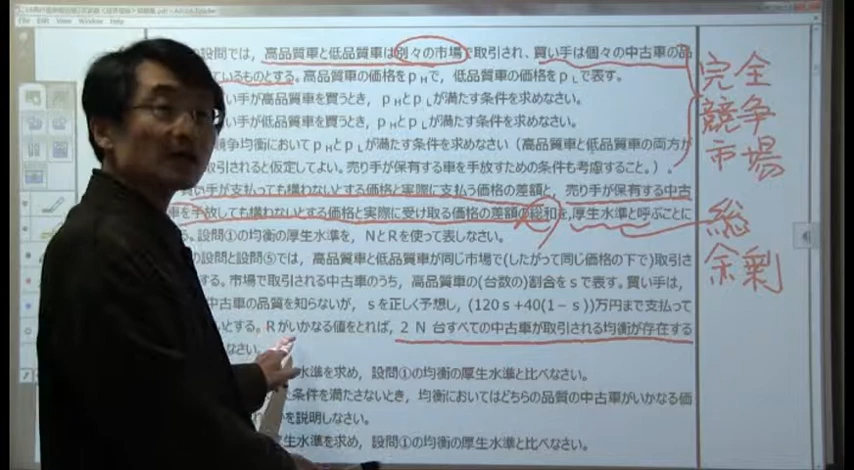 設問では、高品質車と低品質車は別々の市場で取引され、買い手は個々の中古車の品
ているものとする。高品質車の価格をpHで、低品質車の価格をpLで表す。
い手が高品質車を買うとき、pHとpLが満たす条件を求めなさい。
い手が低品質車を買うとき、pHとpLが満たす条件を求めなさい。
競争均衡においてpHとpLが満たす条件を求めなさい（高品質車と低品質車の両方が
取引されると仮定してよい。売り手が保有する車を手放すための条件も考慮すること。）.
買い手が支払っても構わないとする価格と実際に支払う価格の差額と、売り手が保有する中古
車を手放しても構わないとする価格と実際に受け取る価格の差額の総和を,厚生水準と呼ぶことに
る。設問①の均衡の厚生水準を、NとRを使って表しなさい。
の設問と設問⑤では、高品質車と低品質車が同じ市場で(したがって同じ価格の下で)取引さ
る。市場で取引される中古車のうち、高品質車の(台数の)割合をsで表す。買い手は、
中古車の品質を知らないが、sを正しく予想し、(120s+40(1-s))万円まで支払って
いとする。Rがいかなる値をとれば、2N台すべての中古車が取引される均衡が存在する
なさい。
水準を求め、設問①の均衡の厚生水準と比べなさい。
た条件を満たさないとき、均衡においてはどちらの品質の中古車がいかなる価
かを説明しなさい。
生水準を求め、設問①の均衡の厚生水準と比べなさい。
完全
競争
市場
総
余剰